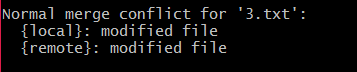 Normal merge conflict for '3.txt':
  {local}: modified file
  {remote}: modified file